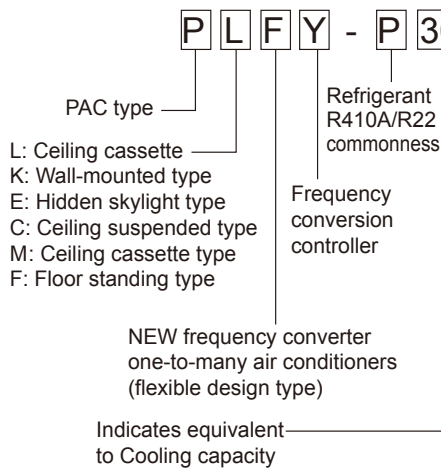 P L F Y - P 3
PAC type
Refrigerant
R410A/R22
commonness
L: Ceiling cassette
K: Wall-mounted type
E: Hidden skylight type
C: Ceiling suspended type
M: Ceiling cassette type
F: Floor standing type
Frequency
conversion
controller
NEW frequency converter
one-to-many air conditioners
(flexible design type)
Indicates equivalent
to Cooling capacity